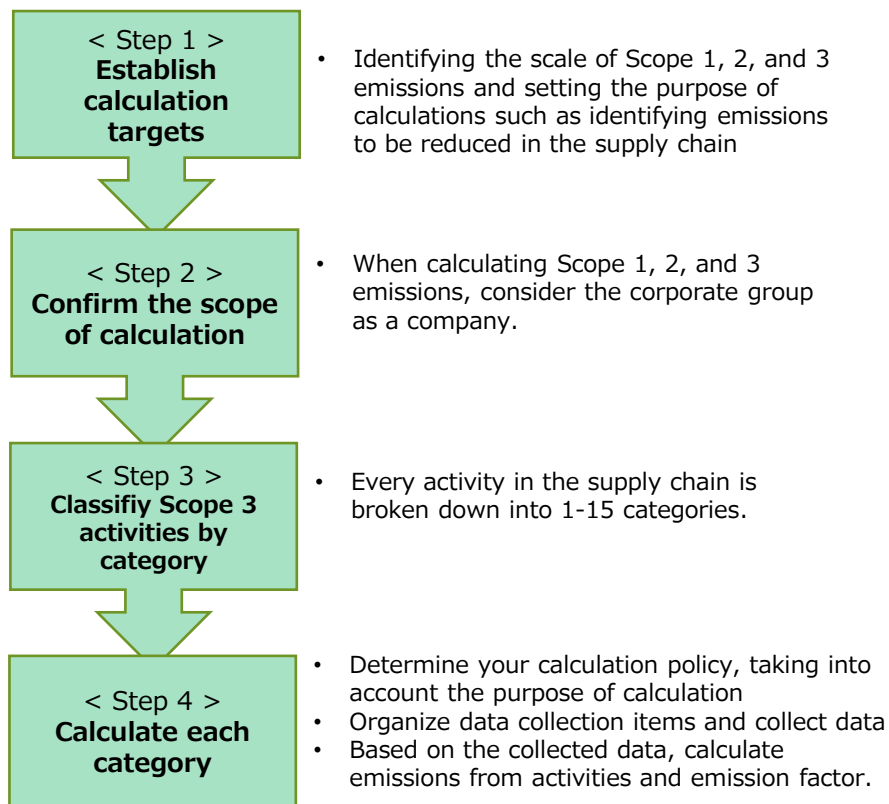 < Step 1 >
Establish
calculation
targets
• Identifying the scale of Scope 1, 2, and 3
emissions and setting the purpose of
calculations such as identifying emissions
to be reduced in the supply chain
< Step 2 >
Confirm the scope
of calculation
• When calculating Scope 1, 2, and 3
emissions, consider the corporate group
as a company.
< Step 3 >
Classifiy Scope 3
activities by
category
• Every activity in the supply chain is
broken down into 1-15 categories.
< Step 4 >
Calculate each
category
• Determine your calculation policy, taking into
account the purpose of calculation
• Organize data collection items and collect data
• Based on the collected data, calculate
emissions from activities and emission factor.